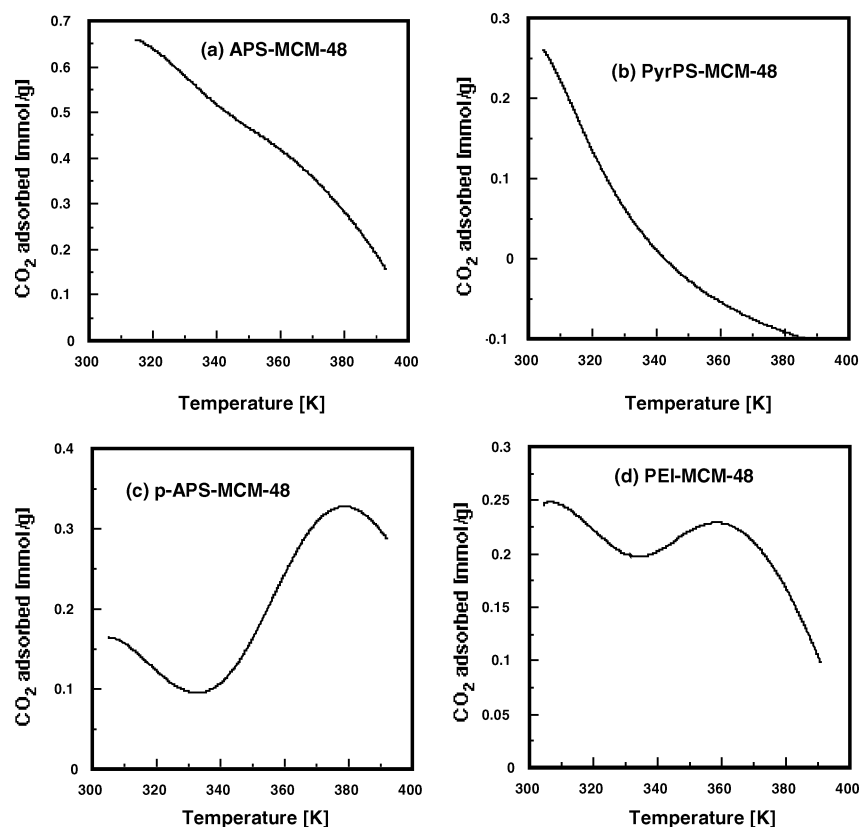 (a) APS-MCM-48
CO2 adsorbed [mmol/g]
0.7
0.6
0.5
0.4
0.3
0.2
0.1
0
300 320 340 360 380 400
Temperature [K]
(b) PyrPS-MCM-48
CO2 adsorbed [mmol/g]
0.3
0.2
0.1
0
-0.1
300 320 340 360 380 400
Temperature [K]
(c) p-APS-MCM-48
CO2 adsorbed [mmol/g]
0.4
0.3
0.2
0.1
0
300 320 340 360 380 400
Temperature [K]
(d) PEI-MCM-48
CO2 adsorbed [mmol/g]
0.3
0.25
0.2
0.15
0.1
0.05
0
300 320 340 360 380 400
Temperature [K]